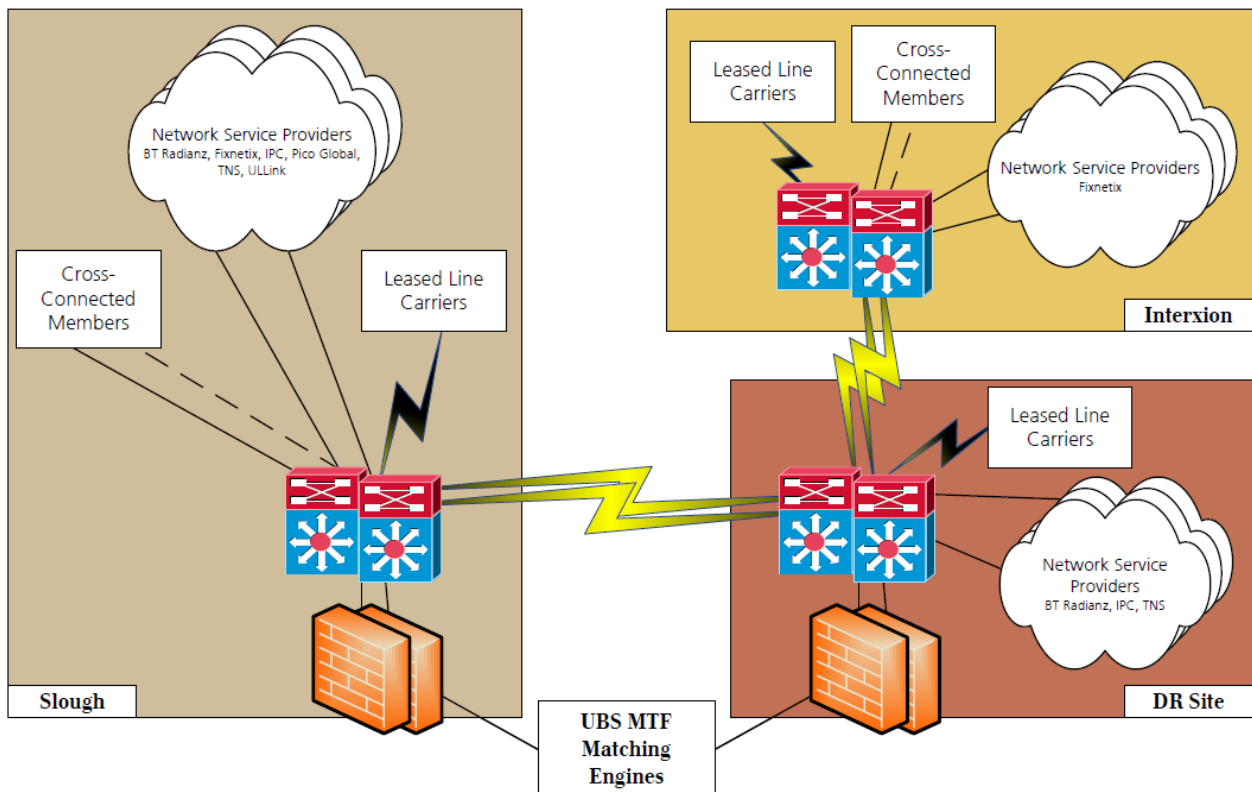 Network Service Providers
BT Radianz, Fixnetix, IPC, Pico Global,
TNS, ULLink
Cross-
Connected
Members
Leased Line
Carriers
Slough
Leased Line
Carriers
Cross-
Connected
Members
Network Service Providers
Fixnetix
Interxion
Leased Line
Carriers
Network Service
Providers
BT Radianz, IPC, TNS
DR Site
UBS MTF
Matching
Engines